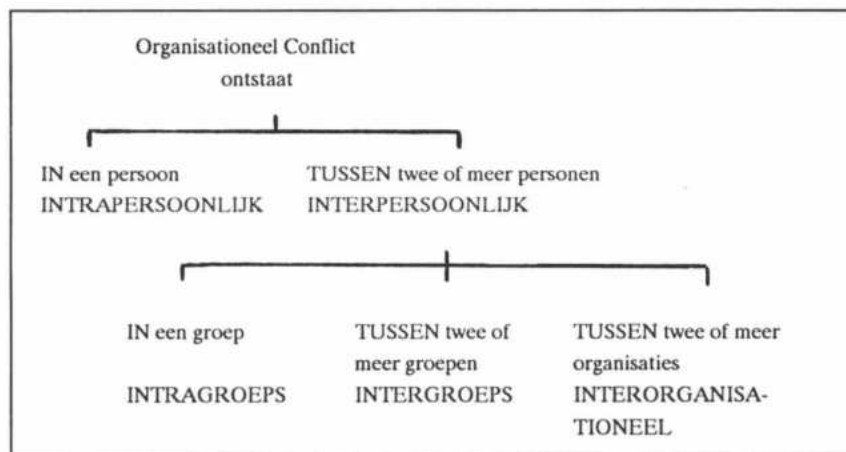 Organisationeel Conflict
ontstaat
IN een persoon
INTRAPERSOONLIJK
TUSSEN twee of meer personen
INTERPERSOONLIJK
IN een groep
INTRAGROEPS
TUSSEN twee of
meer groepen
INTERGROEPS
TUSSEN twee of meer
organisaties
INTERORGANISA-
TIONEEL